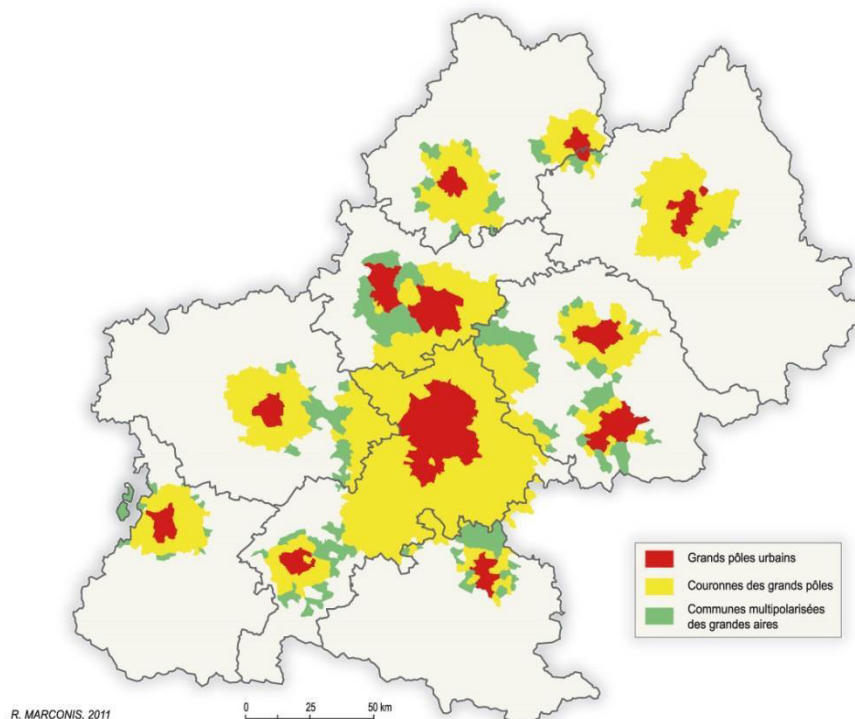 Grands pôles urbains
Couronnes des grands pôles
Communes multipolarisées
des grandes aires
R. MARCONIS, 2011
0 25 50 km